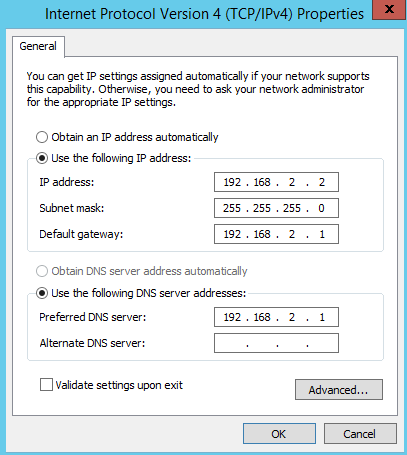 Internet Protocol Version 4 (TCP/IPv4) Properties
x
General
You can get IP settings assigned automatically if your network supports
this capability. Otherwise, you need to ask your network administrator
for the appropriate IP settings.
Obtain an IP address automatically
Use the following IP address:
IP address: 192 . 168 . 2 . 2
Subnet mask: 255 . 255 . 255 . 0
Default gateway: 192 . 168 . 2 . 1
Obtain DNS server address automatically
Use the following DNS server addresses:
Preferred DNS server: 192 . 168 . 2 . 1
Alternate DNS server: . . .
Validate settings upon exit
Advanced...
OK Cancel